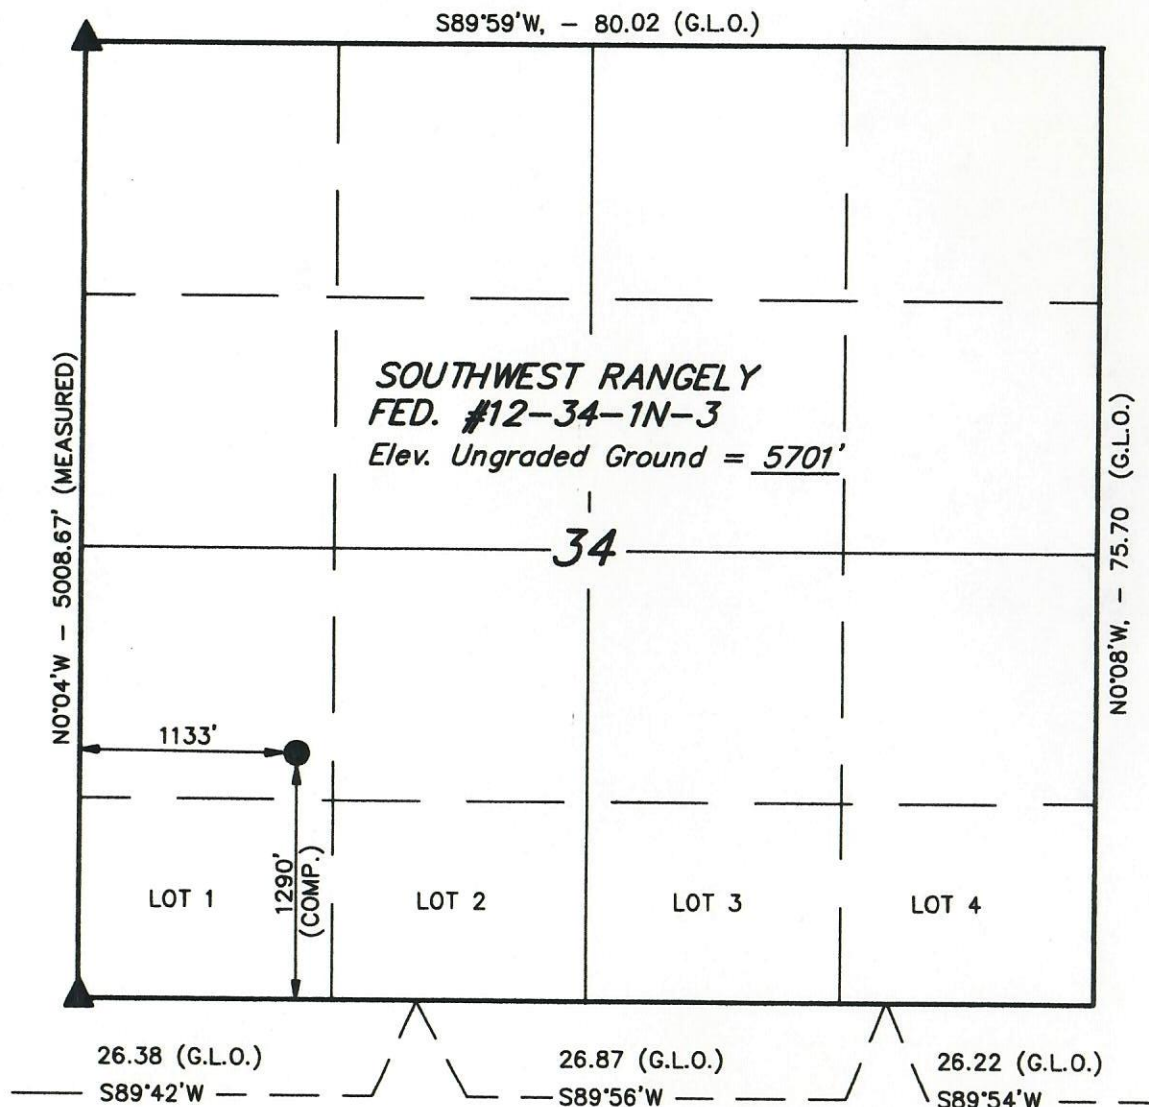 S89°59'W, - 80.02 (G.L.O.)
N0°04'W - 5008.67' (MEASURED)
SOUTHWEST RANGELY
FED. #12-34-1N-3
Elev. Ungraded Ground = 5701'
N0°08'W, - 75.70 (G.L.O.)
34
1133'
1290'
(COMP.)
LOT 1
LOT 2
LOT 3
LOT 4
26.38 (G.L.O.)
S89°42'W
26.87 (G.L.O.)
S89°56'W
26.22 (G.L.O.)
S89°54'W